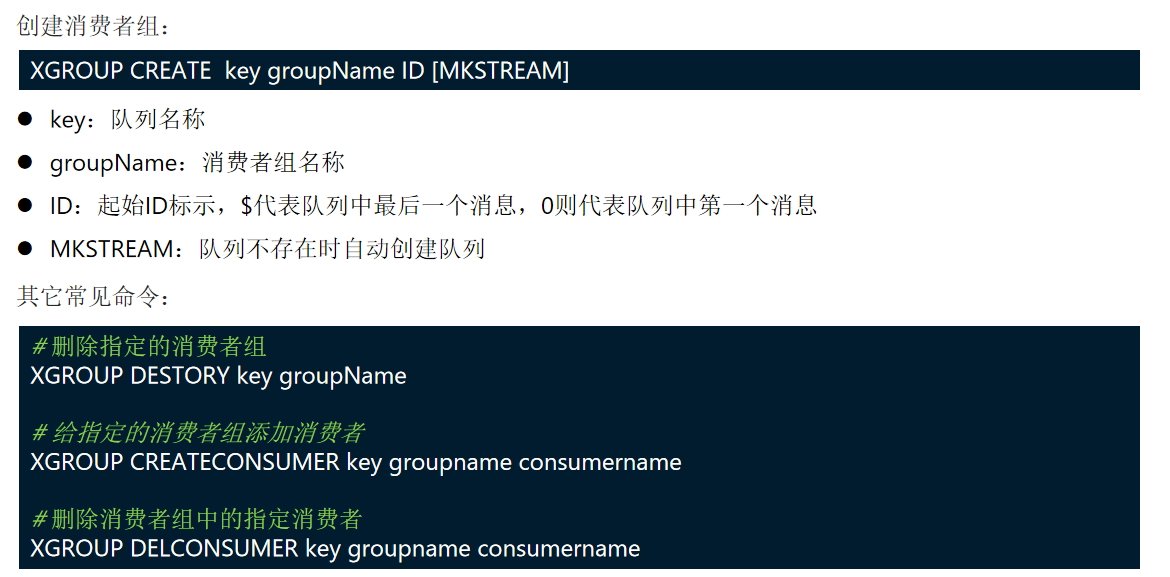 创建消费者组：
XGROUP CREATE  key groupName ID [MKSTREAM]
● key：队列名称
● groupName：消费者组名称
● ID：起始ID标示，$代表队列中最后一个消息，0则代表队列中第一个消息
● MKSTREAM：队列不存在时自动创建队列
其它常见命令：
# 删除指定的消费者组
XGROUP DESTORY key groupName
# 给指定的消费者组添加消费者
XGROUP CREATECONSUMER key groupname consumername
# 删除消费者组中的指定消费者
XGROUP DELCONSUMER key groupname consumername